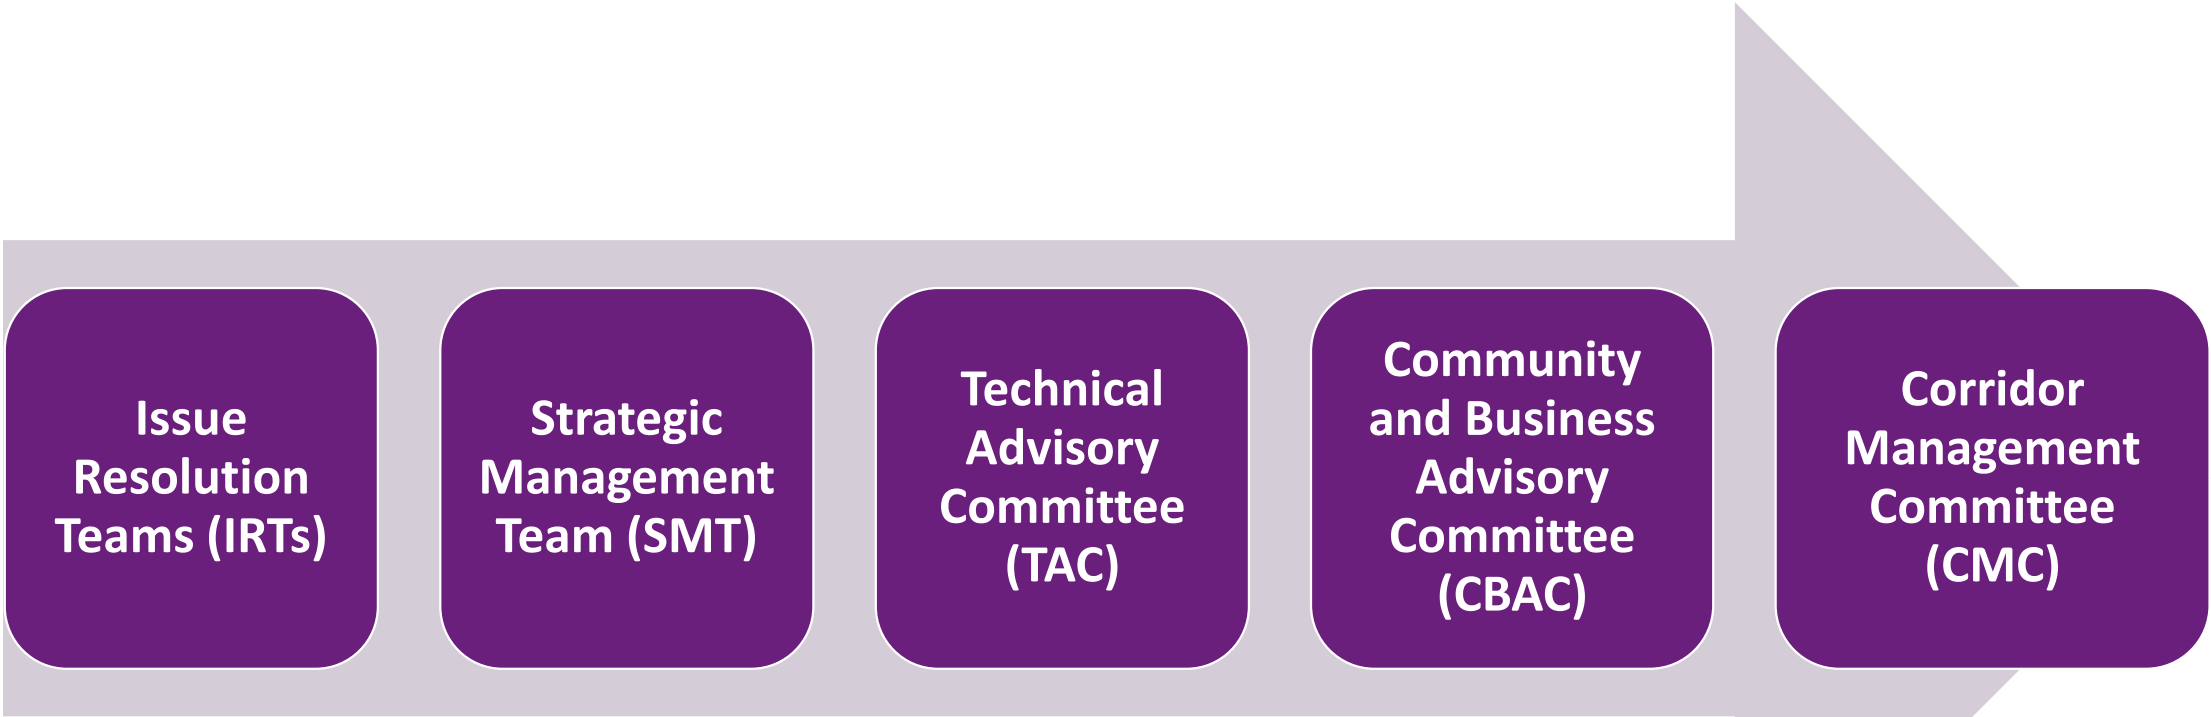 Issue
Resolution
Teams (IRTs)
Strategic
Management
Team (SMT)
Technical
Advisory
Committee
(TAC)
Community
and Business
Advisory
Committee
(CBAC)
Corridor
Management
Committee
(CMC)